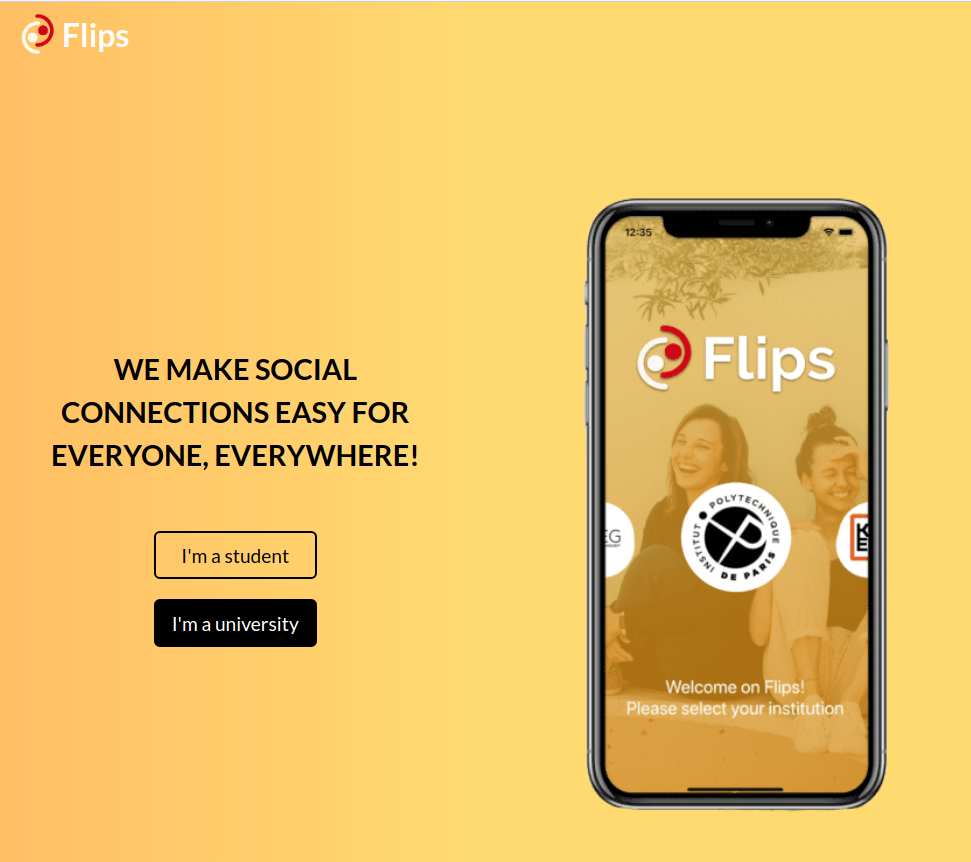 Flips
WE MAKE SOCIAL
CONNECTIONS EASY FOR
EVERYONE, EVERYWHERE!
I'm a student
I'm a university
12:35
Flips
EG
INSTITUT POLYTECHNIQUE
DE PARIS
Welcome on Flips!
Please select your institution